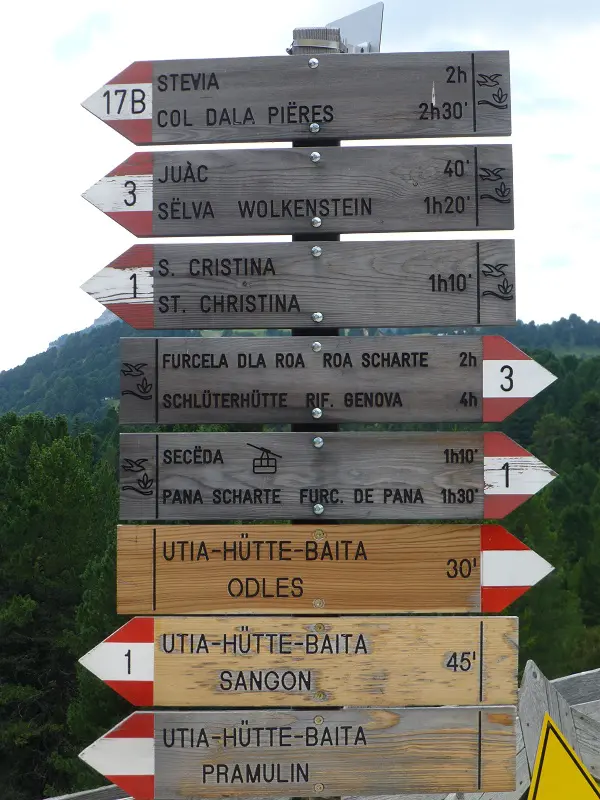 17B STEVIA 2h
COL DALA PIËRES 2h30'
3 JUÀC 40'
SËLVA WOLKENSTEIN 1h20'
1 S. CRISTINA 1h10'
ST. CHRISTINA
FURCELA DLA ROA ROA SCHARTE 2h 3
SCHLÜTERHÜTTE RIF. GENOVA 4h
SECËDA 1h10' 1
PANA SCHARTE FURC. DE PANA 1h30'
UTIA-HÜTTE-BAITA 30'
ODLES
1 UTIA-HÜTTE-BAITA 45'
SANGON
UTIA-HÜTTE-BAITA
PRAMULIN